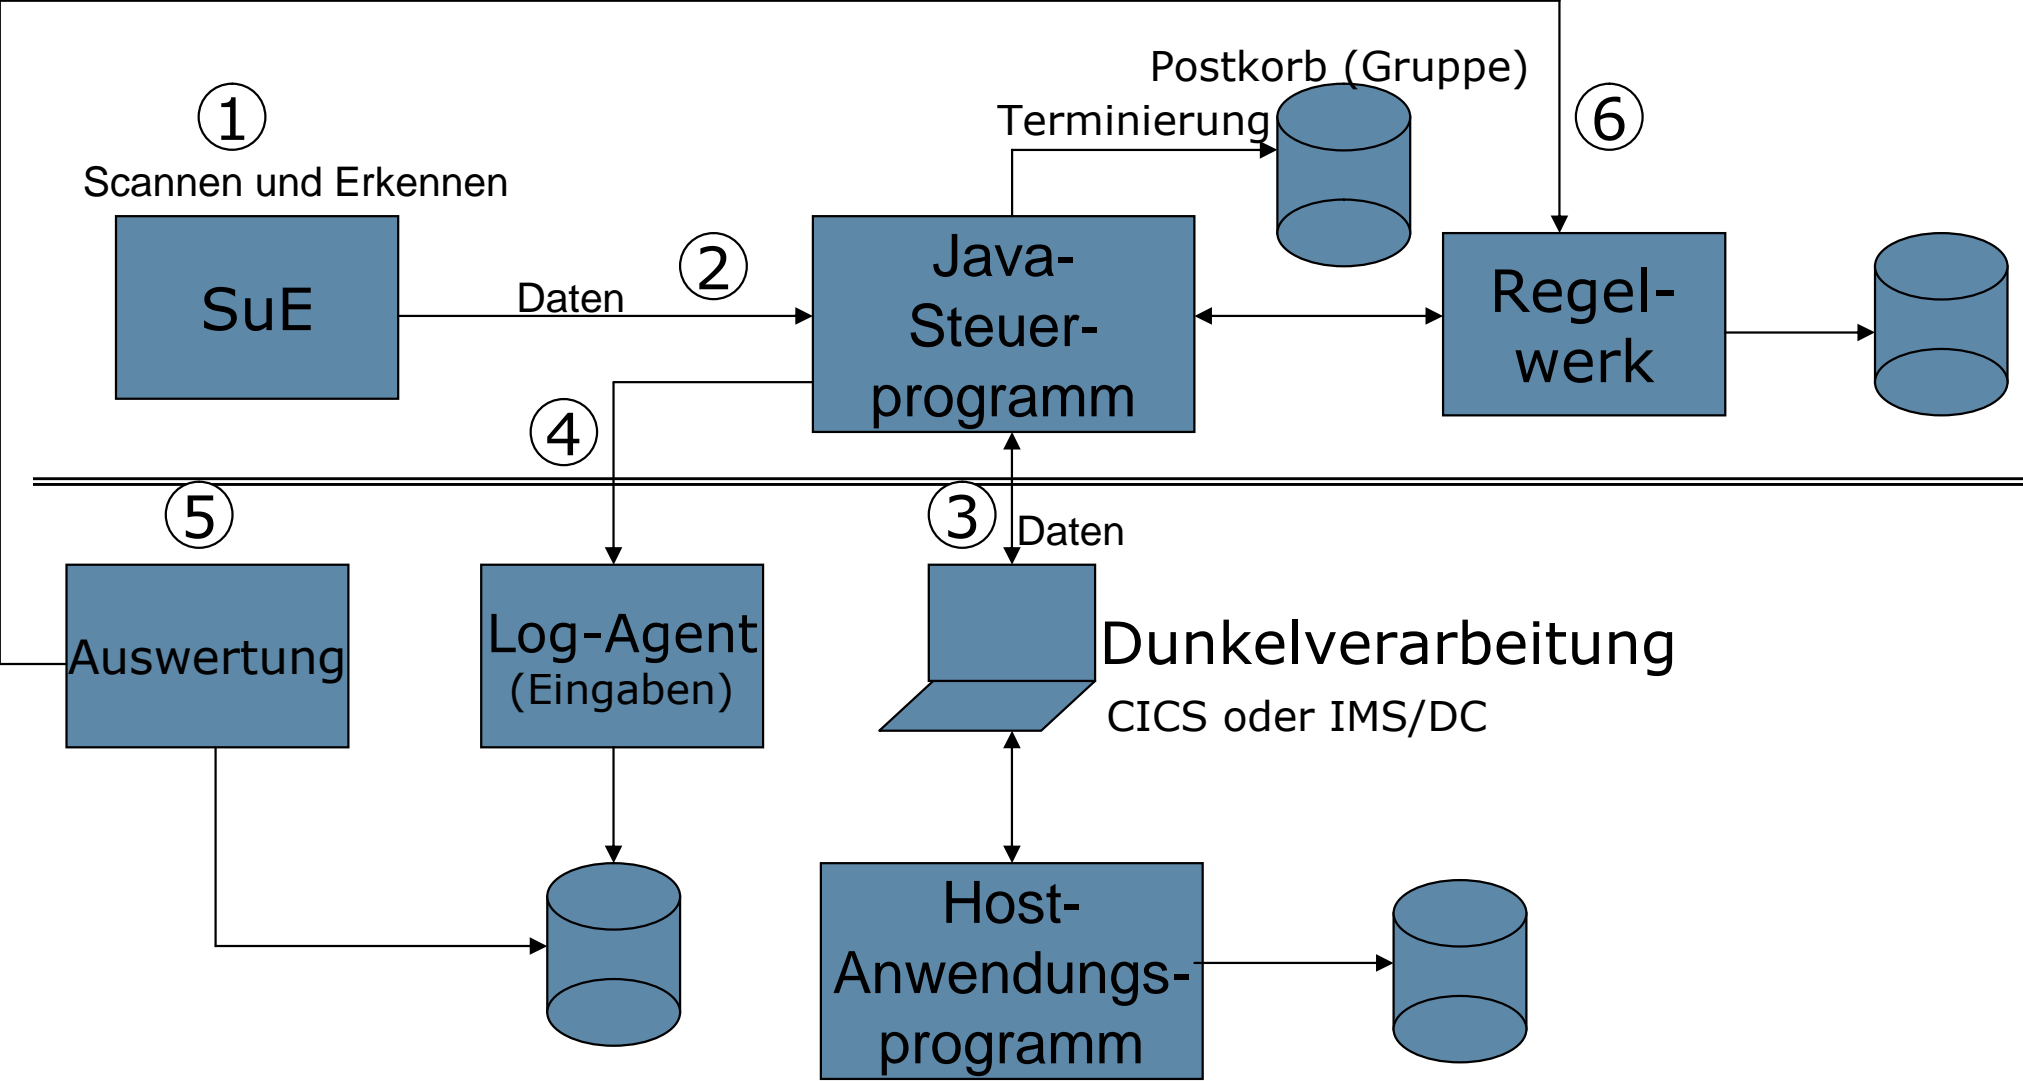 Postkorb (Gruppe)
1
Terminierung
6
Scannen und Erkennen
SuE
Daten
2
Java-
Steuer-
programm
Regel-
werk
4
5
3
Daten
Auswertung
Log-Agent
(Eingaben)
Dunkelverarbeitung
CICS oder IMS/DC
Host-
Anwendungs-
programm